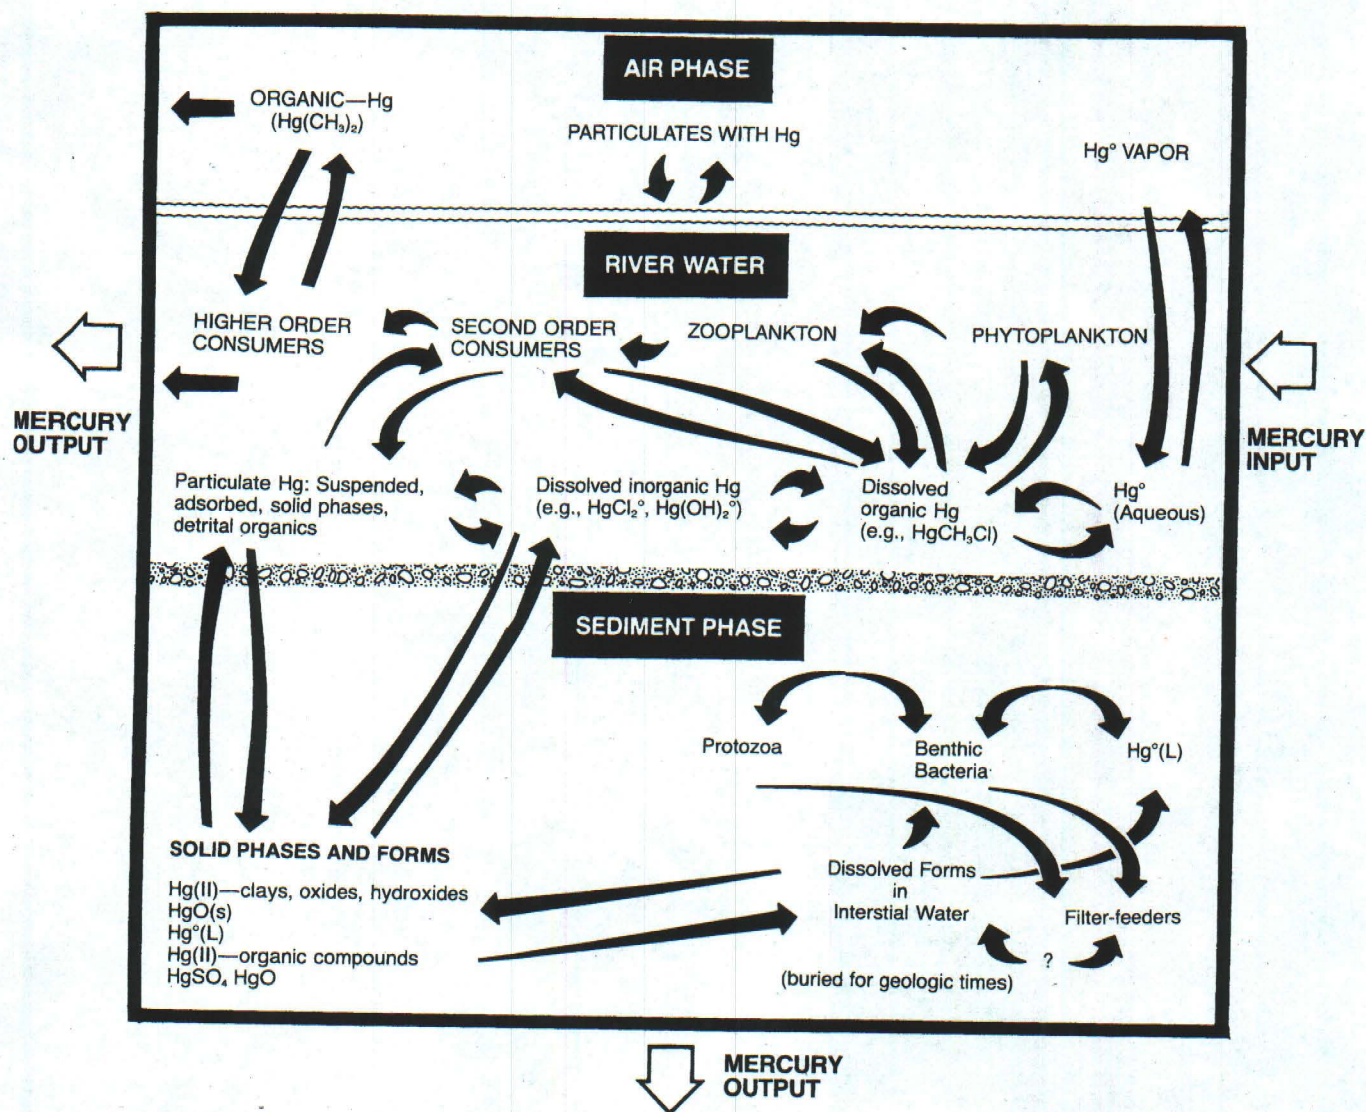 AIR PHASE
ORGANIC—Hg
(Hg(CH₃)₂)
PARTICULATES WITH Hg
Hg° VAPOR
RIVER WATER
HIGHER ORDER
CONSUMERS
SECOND ORDER
CONSUMERS
ZOOPLANKTON
PHYTOPLANKTON
MERCURY
OUTPUT
MERCURY
INPUT
Particulate Hg: Suspended,
adsorbed, solid phases,
detrital organics
Dissolved inorganic Hg
(e.g., HgCl₂°, Hg(OH)₂°)
Dissolved
organic Hg
(e.g., HgCH₃Cl)
Hg°
(Aqueous)
SEDIMENT PHASE
Protozoa
Benthic
Bacteria
Hg°(L)
SOLID PHASES AND FORMS
Hg(II)—clays, oxides, hydroxides
HgO(s)
Hg°(L)
Hg(II)—organic compounds
HgSO₄ HgO
Dissolved Forms
in
Interstial Water
Filter-feeders
?
(buried for geologic times)
MERCURY
OUTPUT